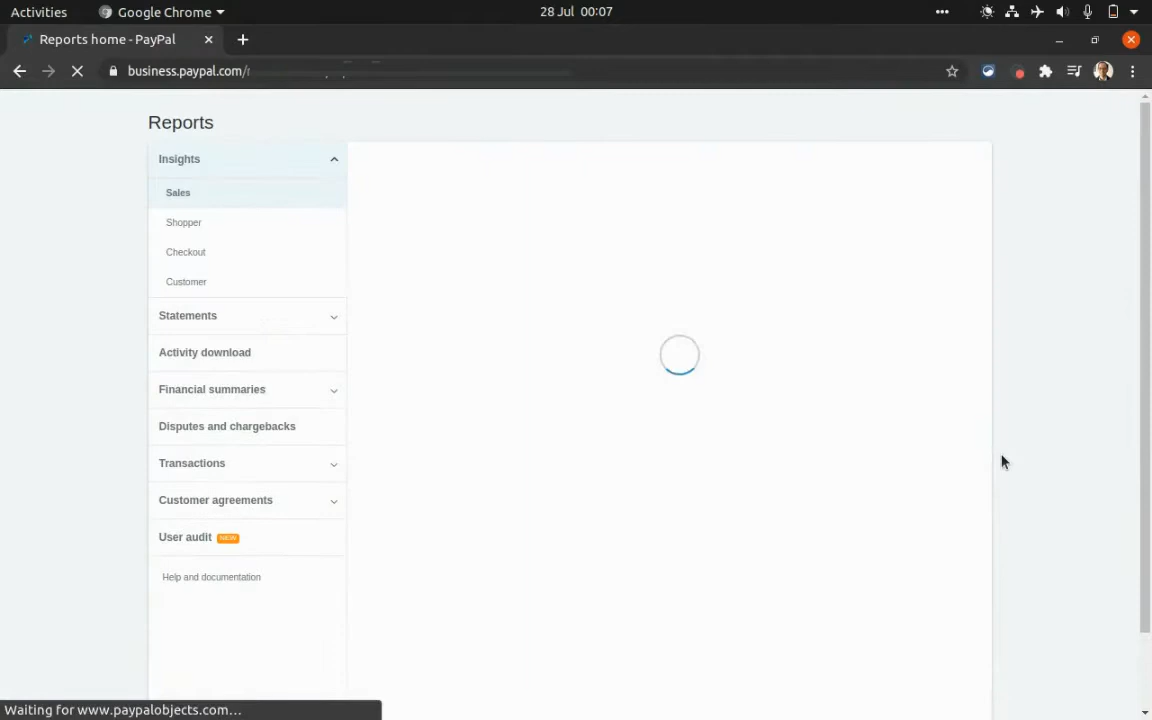 Activities
Google Chrome
28 Jul 00:07
Reports home - PayPal
business.paypal.com/
Reports
Insights
Sales
Shopper
Checkout
Customer
Statements
Activity download
Financial summaries
Disputes and chargebacks
Transactions
Customer agreements
User audit NEW
Help and documentation
Waiting for www.paypalobjects.com...